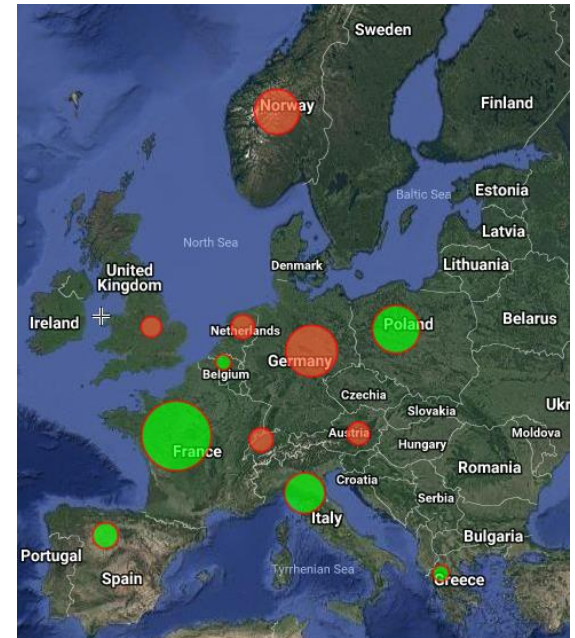 Sweden
Norway
Finland
Baltic Sea
Estonia
Latvia
North Sea
Denmark
Lithuania
United
Kingdom
Ireland
Netherlands
Poland
Belarus
Belgium
Germany
Czechia
Ukr
Slovakia
France
Austria
Hungary
Moldova
Romania
Croatia
Serbia
Italy
Bulgaria
Portugal
Spain
Tyrrhenian Sea
Greece